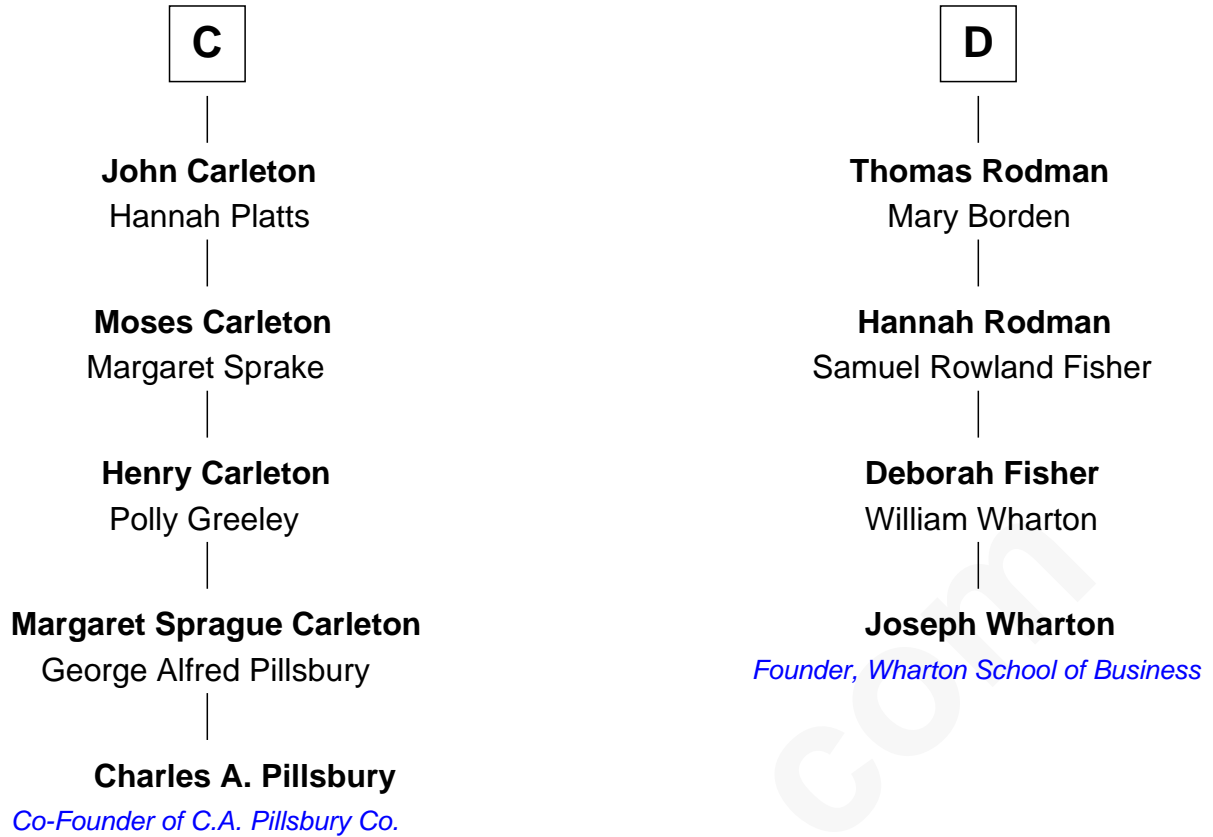 C
John Carleton
Hannah Platts
Moses Carleton
Margaret Sprake
Henry Carleton
Polly Greeley
Margaret Sprague Carleton
George Alfred Pillsbury
Charles A. Pillsbury
Co-Founder of C.A. Pillsbury Co.
D
Thomas Rodman
Mary Borden
Hannah Rodman
Samuel Rowland Fisher
Deborah Fisher
William Wharton
Joseph Wharton
Founder, Wharton School of Business
com